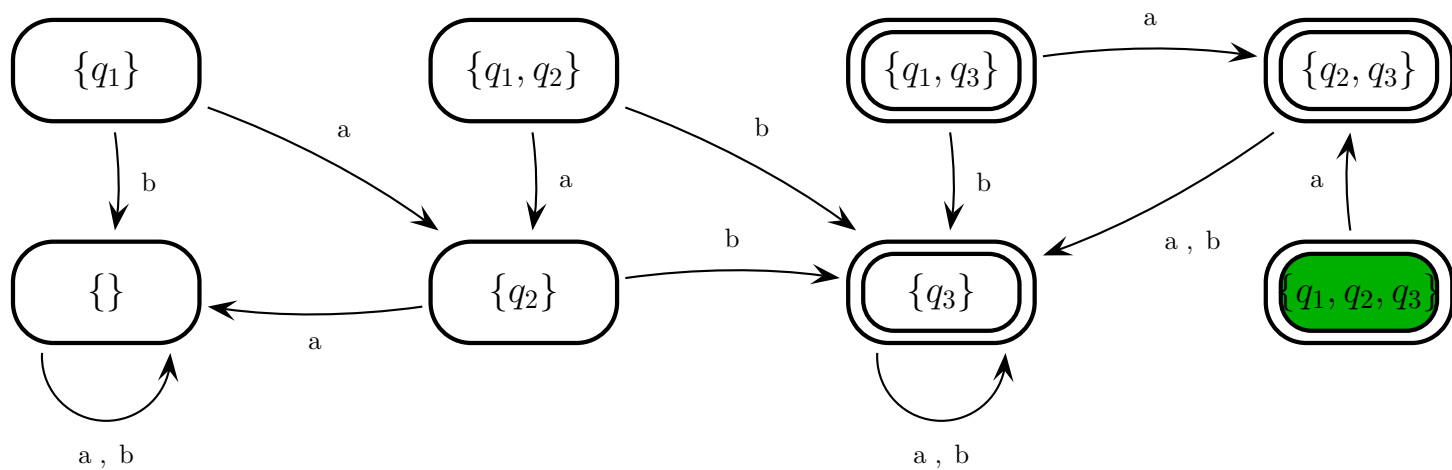 a
{q₁} {q₁, q₂} {q₁, q₃} {q₂, q₃}
a b
b a b a
a , b
b
{} {q₂} {q₃} {q₁, q₂, q₃}
a
a , b a , b